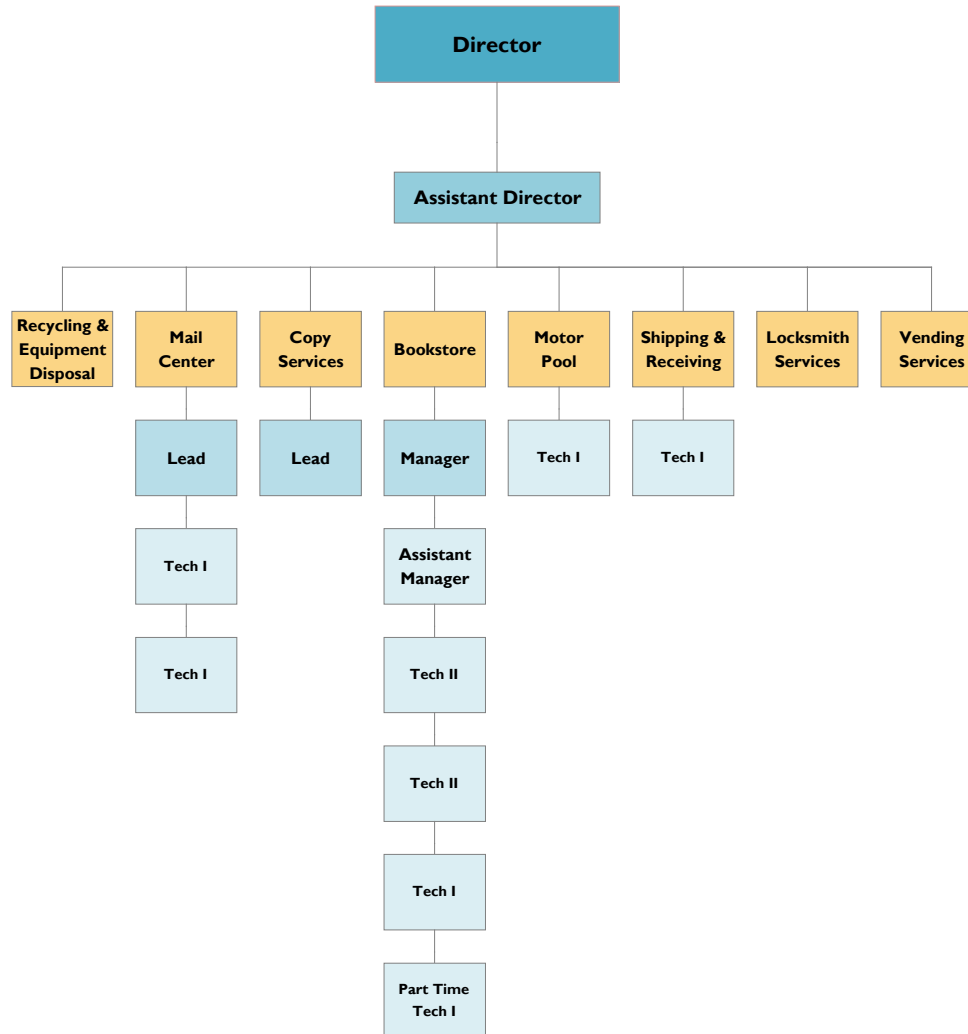 Director
Assistant Director
Recycling &
Equipment
Disposal
Mail
Center
Copy
Services
Bookstore
Motor
Pool
Shipping &
Receiving
Locksmith
Services
Vending
Services
Lead
Lead
Manager
Tech I
Tech I
Tech I
Assistant
Manager
Tech I
Tech II
Tech II
Tech I
Part Time
Tech I